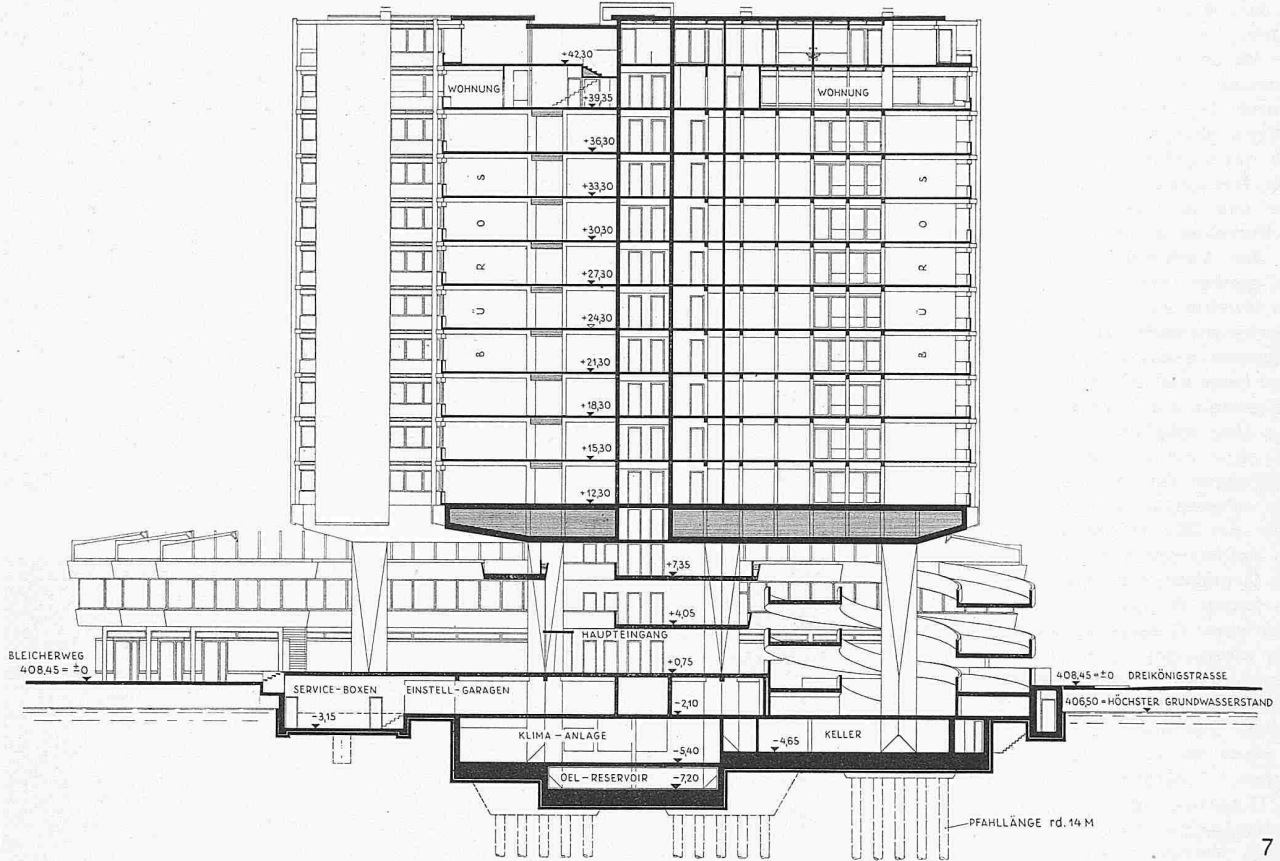 +42,30
WOHNUNG
WOHNUNG
+39,35
+36,30
S
S
+33,30
O
O
+30,30
R
R
+27,30
Ü
Ü
+24,30
B
B
+21,30
+18,30
+15,30
+12,30
+7,35
+4,05
HAUPTEINGANG
BLEICHERWEG
408,45 = ±0
+0,75
408,45=±0 DREIKÖNIGSTRASSE
SERVICE-BOXEN
EINSTELL-GARAGEN
-2,10
406,50=HÖCHSTER GRUNDWASSERSTAND
-3,15
KLIMA-ANLAGE
-4,65
KELLER
-5,40
OEL-RESERVOIR
-7,20
PFAHLLÄNGE rd. 14 M
7